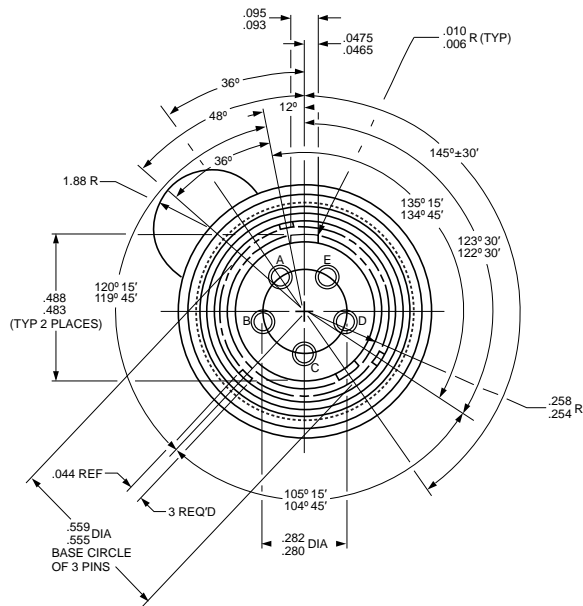 .095
.093
.0475
.0465
.010
.006 R (TYP)
36º
48º
12º
36º
145º±30′
1.88 R
135º 15′
134º 45′
123º 30′
122º 30′
A
E
120º 15′
119º 45′
.488
.483
(TYP 2 PLACES)
B
D
C
.258
.254 R
.044 REF
3 REQ'D
105º 15′
104º 45′
.559
.555 DIA
BASE CIRCLE
OF 3 PINS
.282
.280 DIA